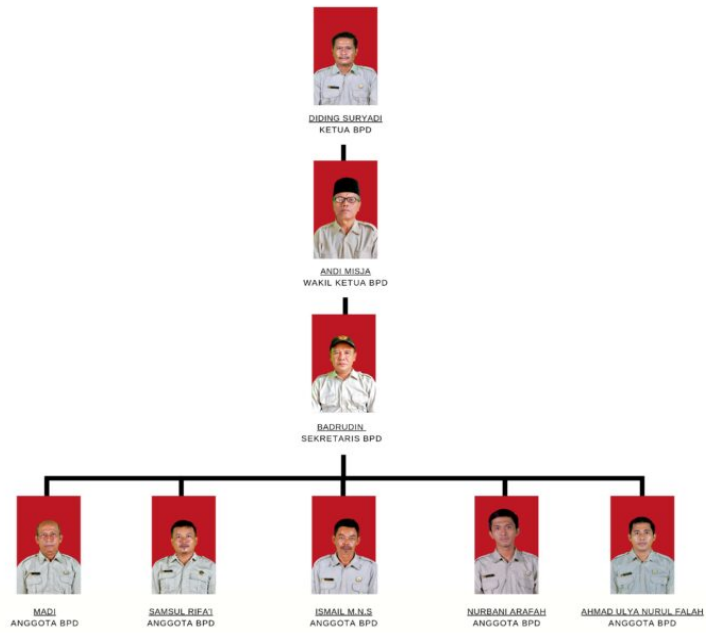 DIDING SURYADI
KETUA BPD
ANDI MISJA
WAKIL KETUA BPD
BADRUDIN
SEKRETARIS BPD
MADI
ANGGOTA BPD
SAMSUL RIFA'I
ANGGOTA BPD
ISMAIL M.N.S
ANGGOTA BPD
NURBANI ARAFAH
ANGGOTA BPD
AHMAD ULYA NURUL FALAH
ANGGOTA BPD